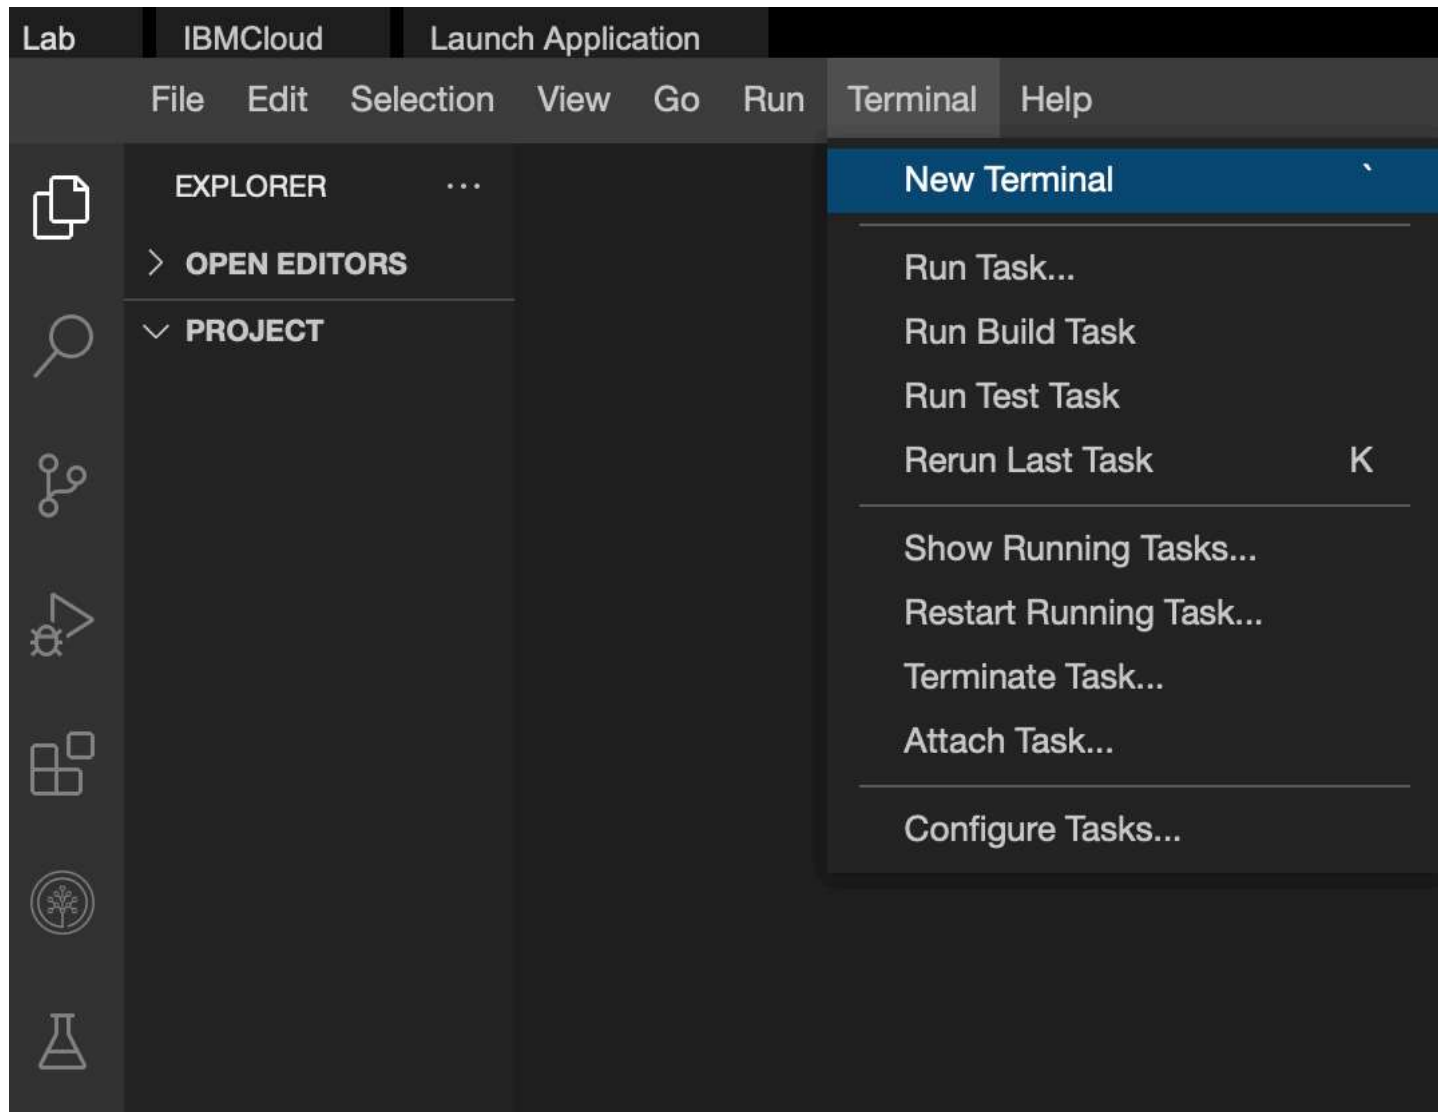 Lab IBMCloud Launch Application
File Edit Selection View Go Run Terminal Help
EXPLORER ...
OPEN EDITORS
PROJECT
New Terminal `
Run Task...
Run Build Task
Run Test Task
Rerun Last Task K
Show Running Tasks...
Restart Running Task...
Terminate Task...
Attach Task...
Configure Tasks...